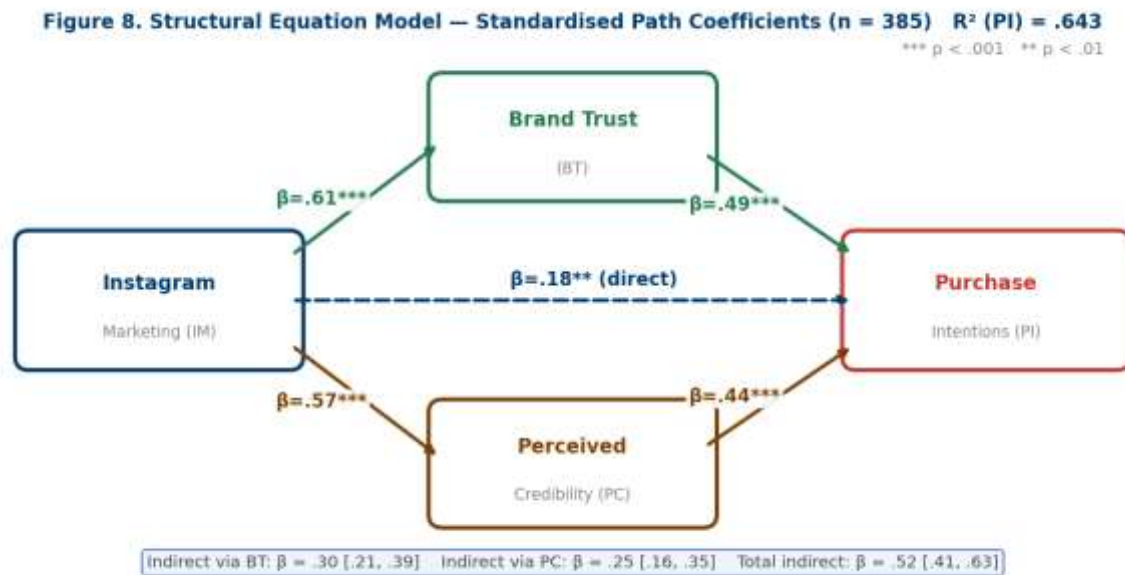 Figure 8. Structural Equation Model — Standardised Path Coefficients (n = 385)   R² (PI) = .643
*** p < .001   ** p < .01
Brand Trust
(BT)
β=.61***
β=.49***
Instagram
Marketing (IM)
β=.18** (direct)
Purchase
Intentions (PI)
β=.57***
β=.44***
Perceived
Credibility (PC)
Indirect via BT: β = .30 [.21, .39]   Indirect via PC: β = .25 [.16, .35]   Total indirect: β = .52 [.41, .63]